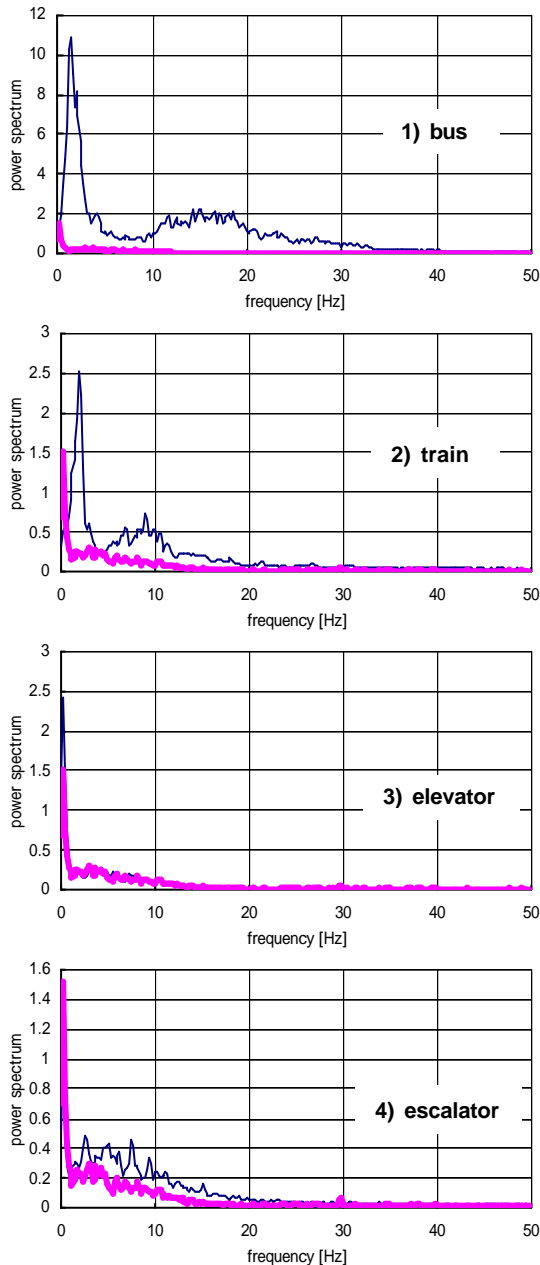 12
10
8
6
4
2
0
power spectrum
1) bus
0 10 20 30 40 50
frequency [Hz]
3
2.5
2
1.5
1
0.5
0
power spectrum
2) train
0 10 20 30 40 50
frequency [Hz]
3
2.5
2
1.5
1
0.5
0
power spectrum
3) elevator
0 10 20 30 40 50
frequency [Hz]
1.6
1.4
1.2
1
0.8
0.6
0.4
0.2
0
power spectrum
4) escalator
0 10 20 30 40 50
frequency [Hz]